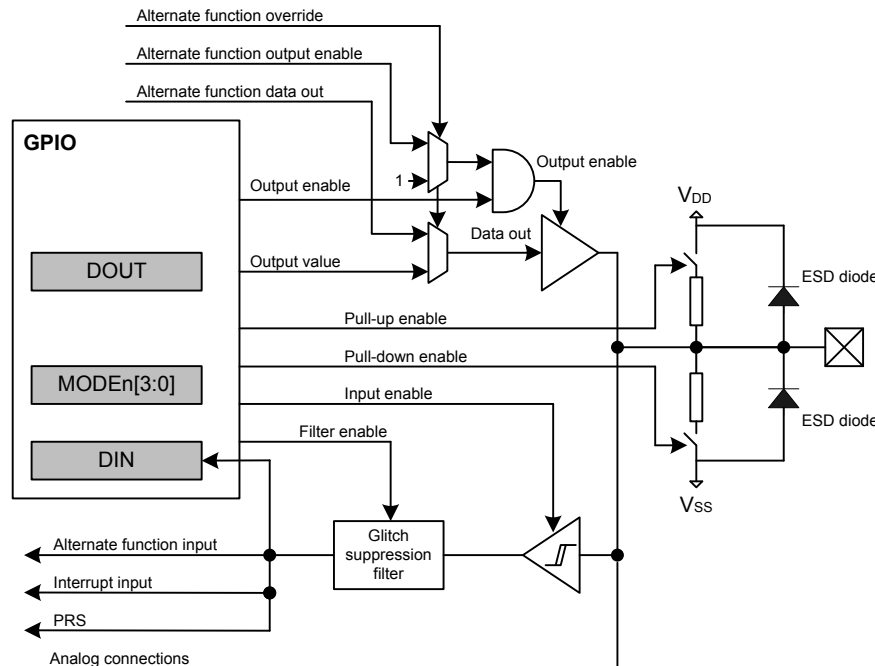 Alternate function override
Alternate function output enable
Alternate function data out
GPIO
1
Output enable
Output enable
VDD
DOUT
Output value
Data out
ESD diode
Pull-up enable
Pull-down enable
MODEn[3:0]
Input enable
ESD diode
Filter enable
DIN
VSS
Glitch
suppression
filter
Alternate function input
Interrupt input
PRS
Analog connections